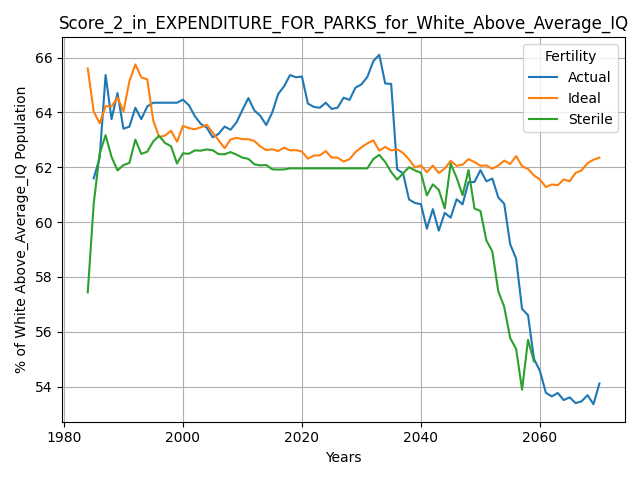 Score_2_in_EXPENDITURE_FOR_PARKS_for_White_Above_Average_IQ
% of White Above_Average_IQ Population
66
64
62
60
58
56
54
Fertility
Actual
Ideal
Sterile
1980
2000
2020
2040
2060
Years